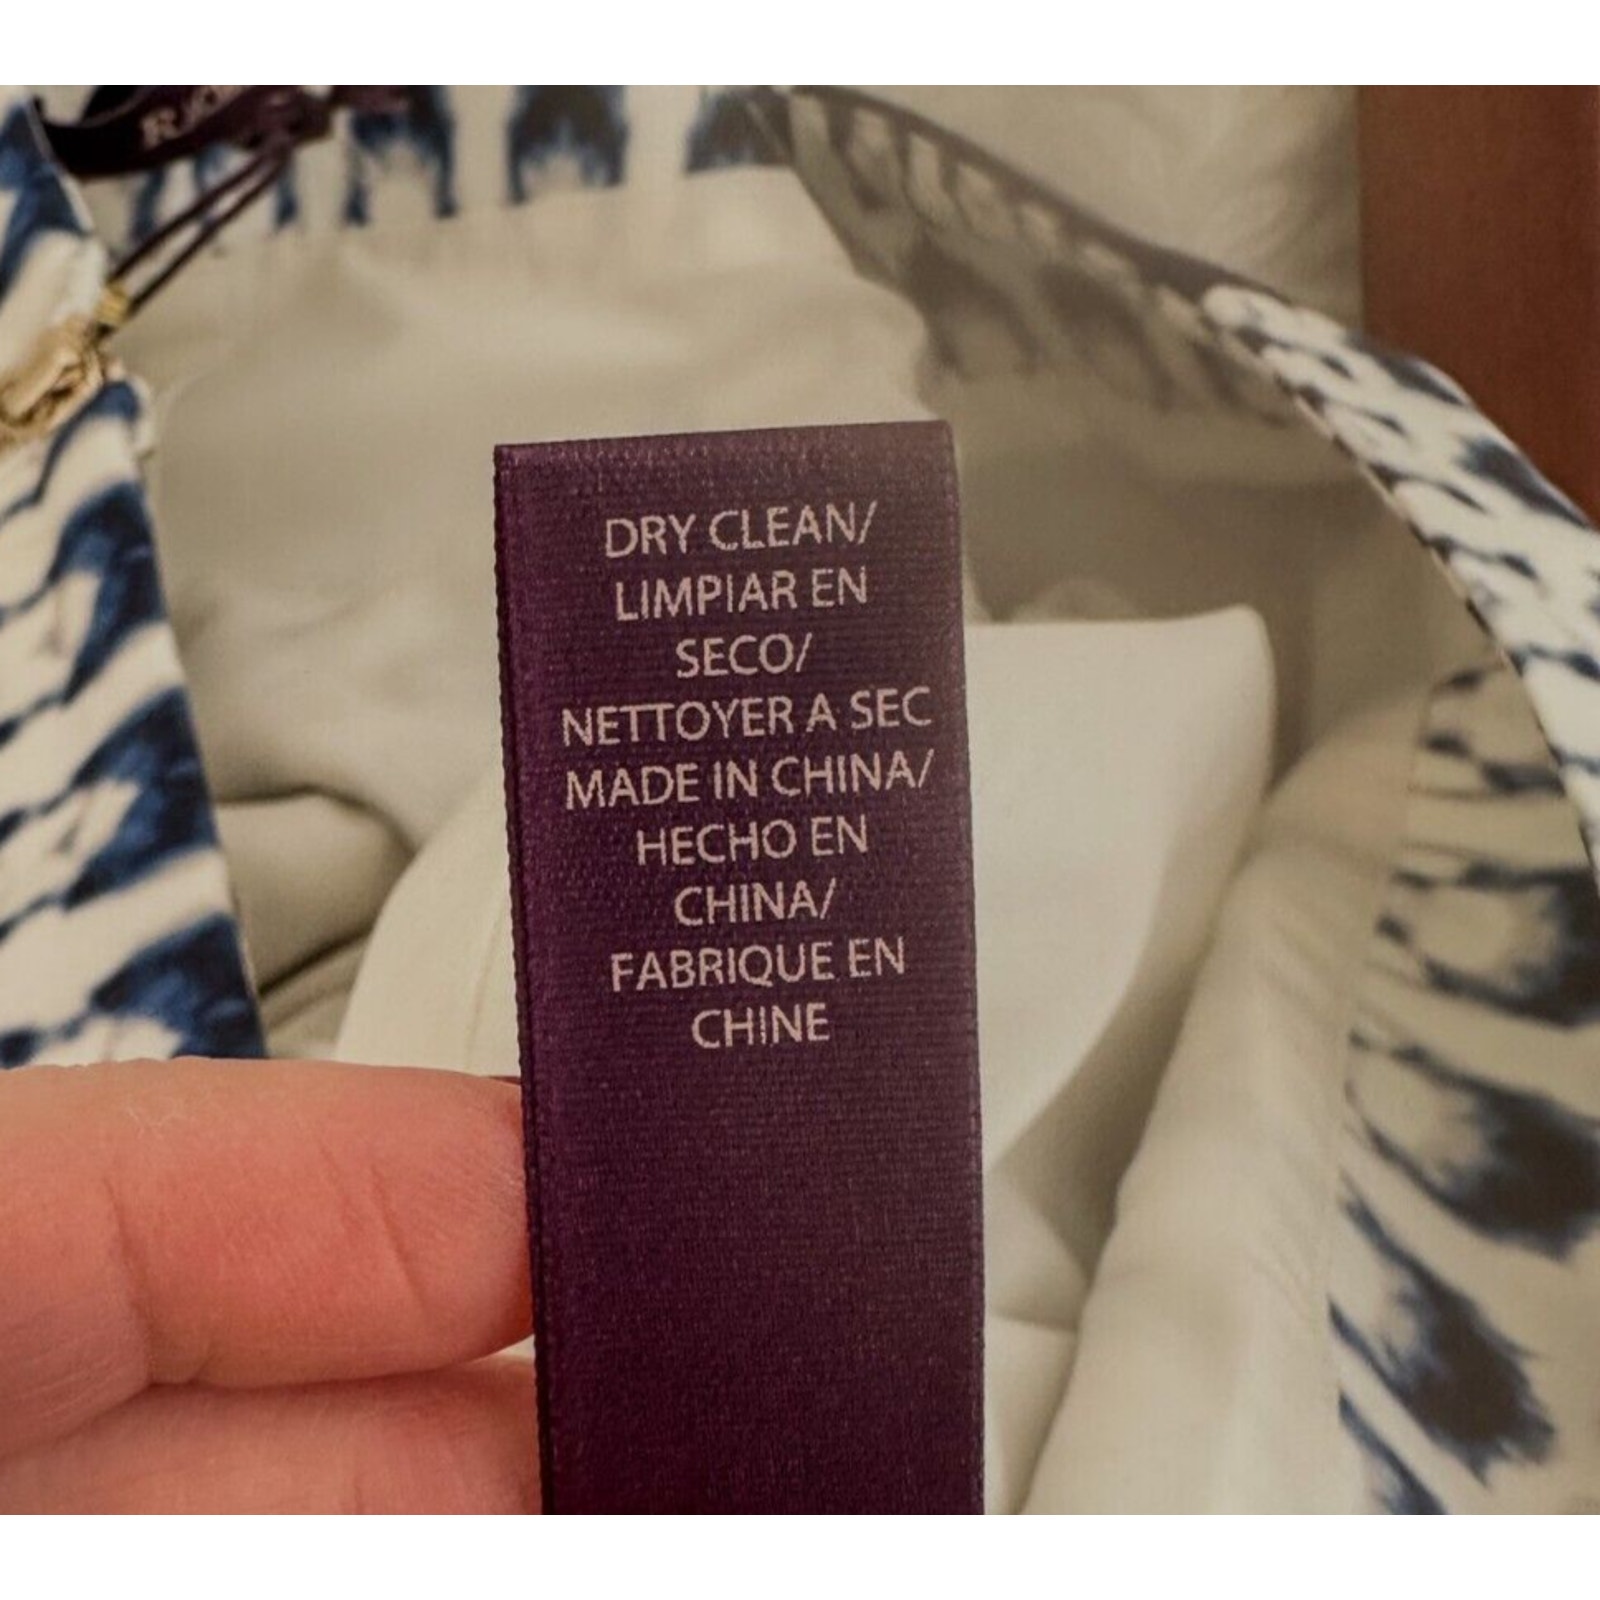 DRY CLEAN/
LIMPIAR EN
SECO/
NETTOYER A SEC
MADE IN CHINA/
HECHO EN
CHINA/
FABRIQUE EN
CHINE